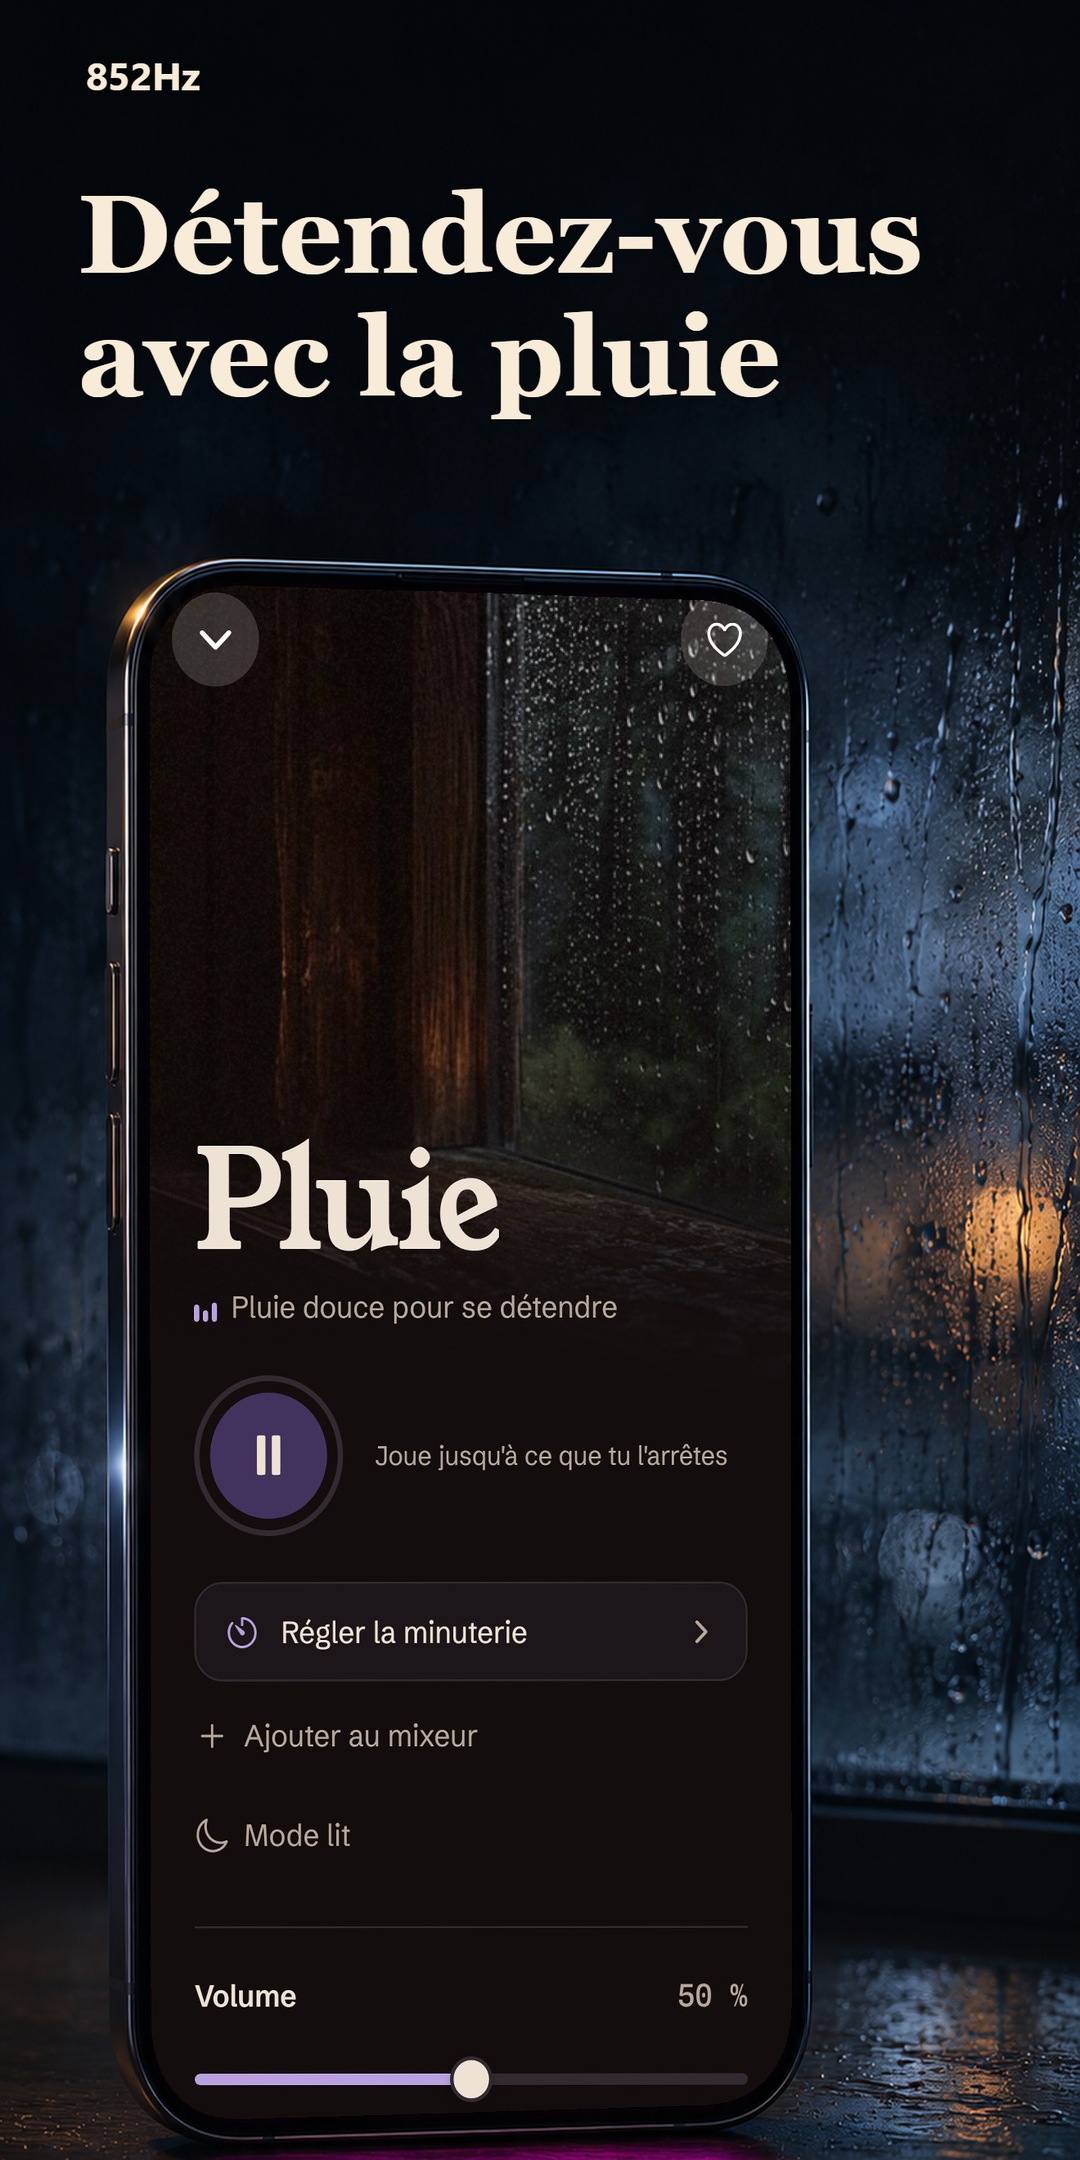 852Hz
Détendez-vous
avec la pluie
Pluie
Pluie douce pour se détendre
Joue jusqu'à ce que tu l'arrêtes
Régler la minuterie
Ajouter au mixeur
Mode lit
Volume
50 %